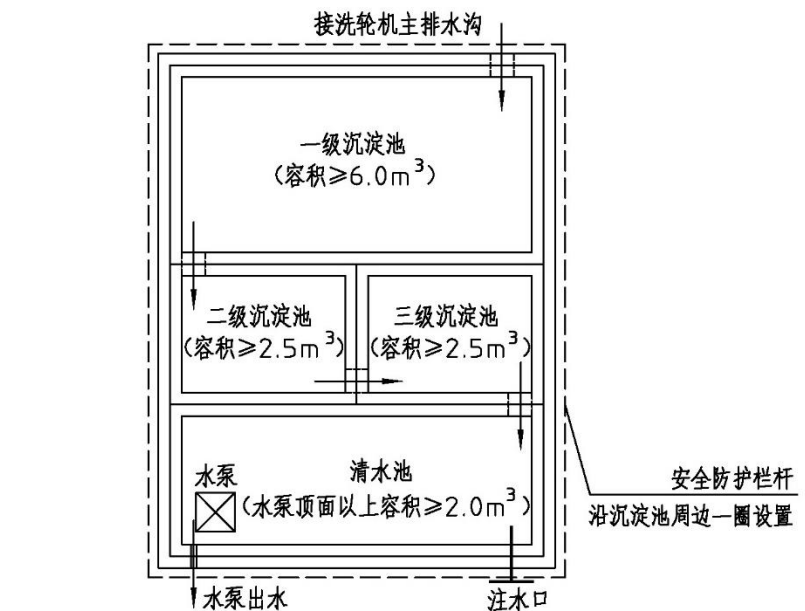 接洗轮机主排水沟
一级沉淀池
(容积≥6.0m³)
二级沉淀池
(容积≥2.5m³)
三级沉淀池
(容积≥2.5m³)
水泵
清水池
(水泵顶面以上容积≥2.0m³)
安全防护栏杆
沿沉淀池周边一圈设置
水泵出水
注水口